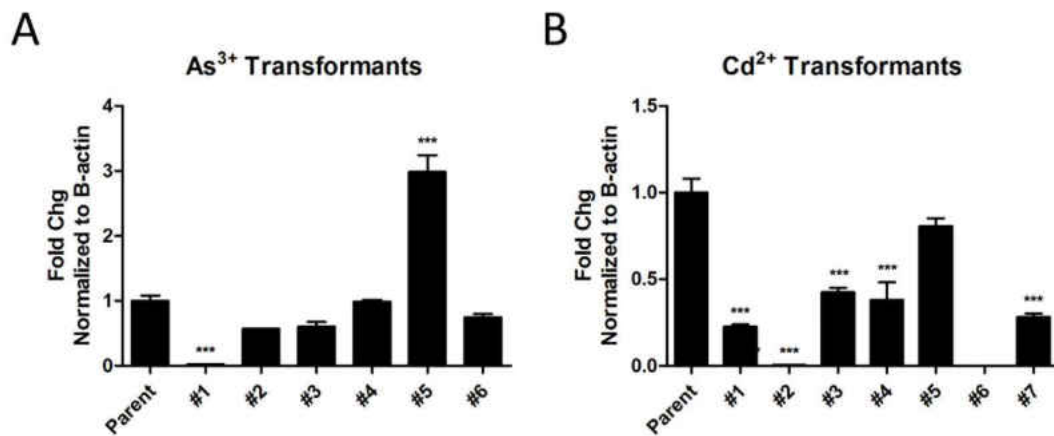 A
As³⁺ Transformants
Fold Chg
Normalized to B-actin
4
3
2
1
0
***
***
Parent
#1
#2
#3
#4
#5
#6
B
Cd²⁺ Transformants
Fold Chg
Normalized to B-actin
1.5
1.0
0.5
0.0
***
***
***
***
***
Parent
#1
#2
#3
#4
#5
#6
#7